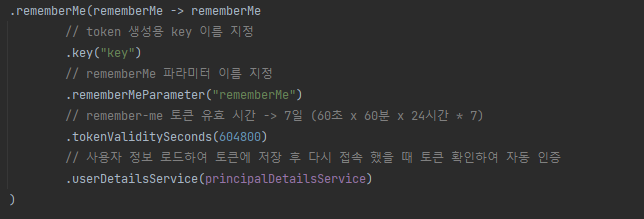 .rememberMe(rememberMe -> rememberMe
// token 생성용 key 이름 지정
.key("key")
// rememberMe 파라미터 이름 지정
.rememberMeParameter("rememberMe")
// remember-me 토큰 유효 시간 -> 7일 (60초 x 60분 x 24시간 * 7)
.tokenValiditySeconds(604800)
// 사용자 정보 로드하여 토큰에 저장 후 다시 접속 했을 때 토큰 확인하여 자동 인증
.userDetailsService(principalDetailsService)
)